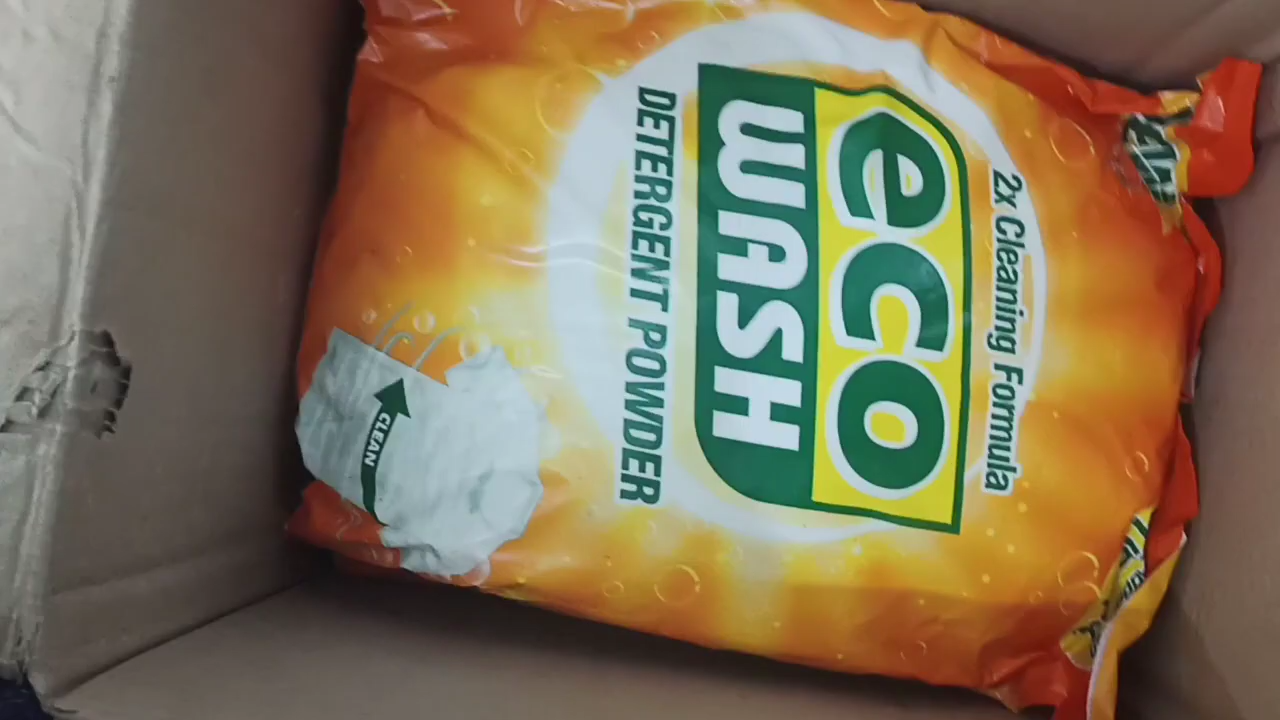 2x Cleaning Formula
eco
WASH
DETERGENT POWDER
CLEAN